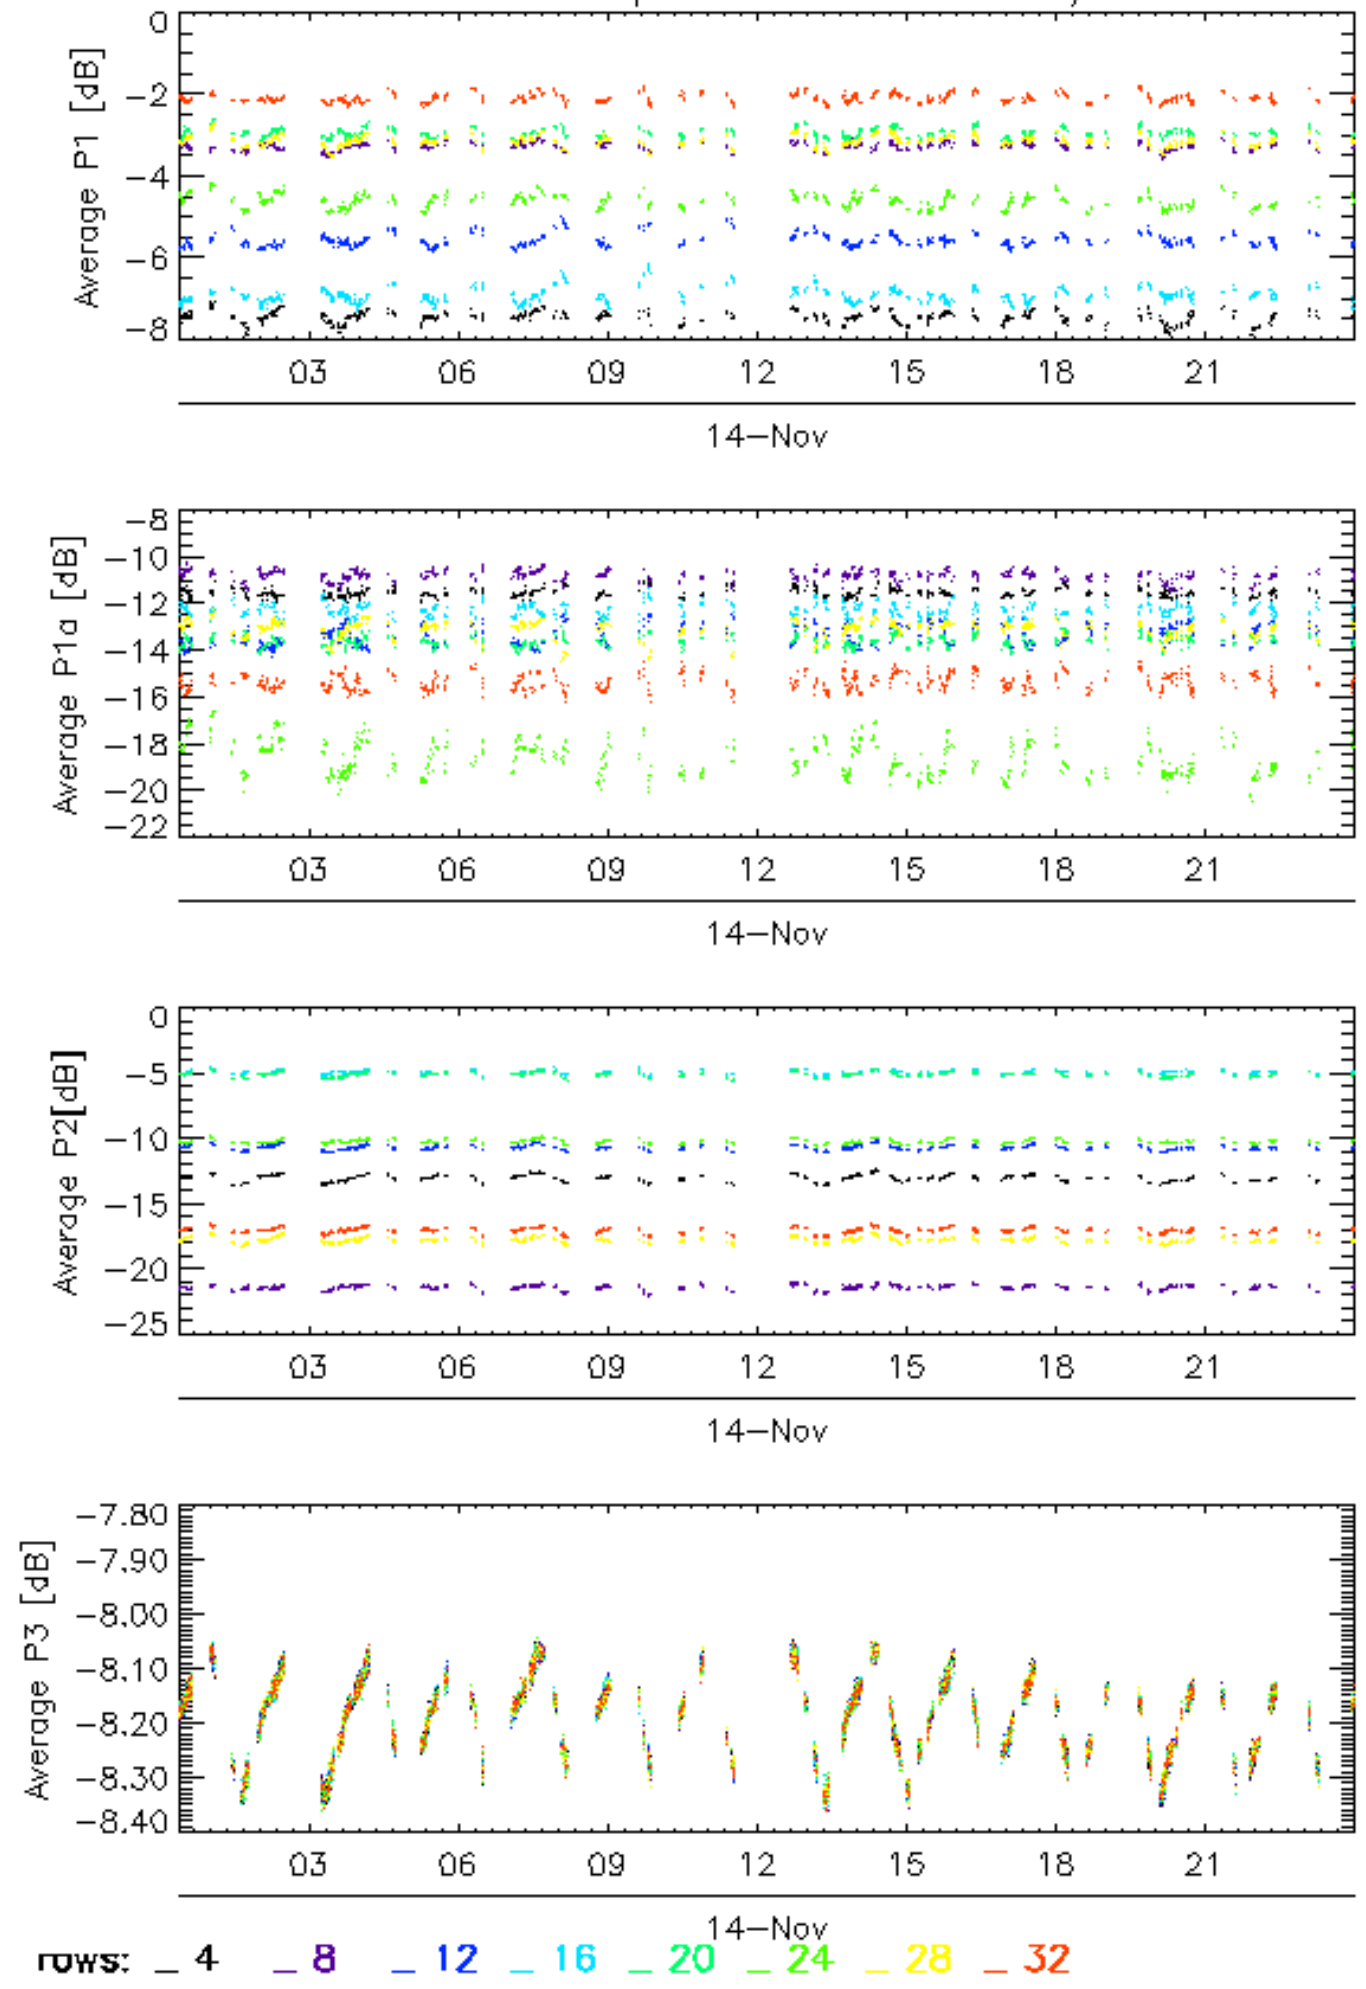 0
−2
−4
−6
−8
Average P1 [dB]
03 06 09 12 15 18 21
14−Nov
−8
−10
−12
−14
−16
−18
−20
−22
Average P1a [dB]
03 06 09 12 15 18 21
14−Nov
0
−5
−10
−15
−20
−25
Average P2[dB]
03 06 09 12 15 18 21
14−Nov
−7.80
−7.90
−8.00
−8.10
−8.20
−8.30
−8.40
Average P3 [dB]
03 06 09 12 15 18 21
14−Nov
rows: _ 4 _ 8 _ 12 _ 16 _ 20 _ 24 _ 28 _ 32